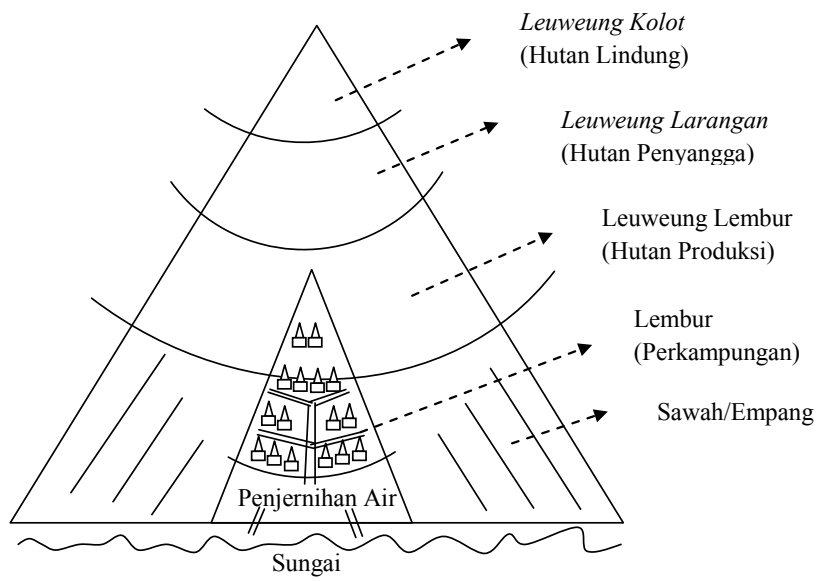 Leuweung Kolot
(Hutan Lindung)
Leuweung Larangan
(Hutan Penyangga)
Leuweung Lembur
(Hutan Produksi)
Lembur
(Perkampungan)
Sawah/Empang
Penjernihan Air
Sungai